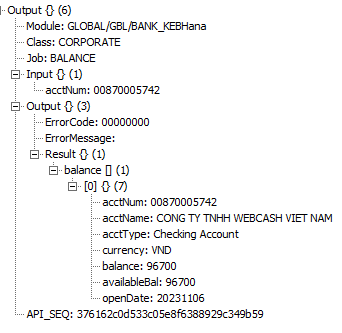 Output {} (6)
Module: GLOBAL/GBL/BANK_KEBHana
Class: CORPORATE
Job: BALANCE
Input {} (1)
acctNum: 00870005742
Output {} (3)
ErrorCode: 00000000
ErrorMessage:
Result {} (1)
balance [] (1)
[0] {} (7)
acctNum: 00870005742
acctName: CONG TY TNHH WEBCASH VIET NAM
acctType: Checking Account
currency: VND
balance: 96700
availableBal: 96700
openDate: 20231106
API_SEQ: 376162c0d533c05e8f6388929c349b59